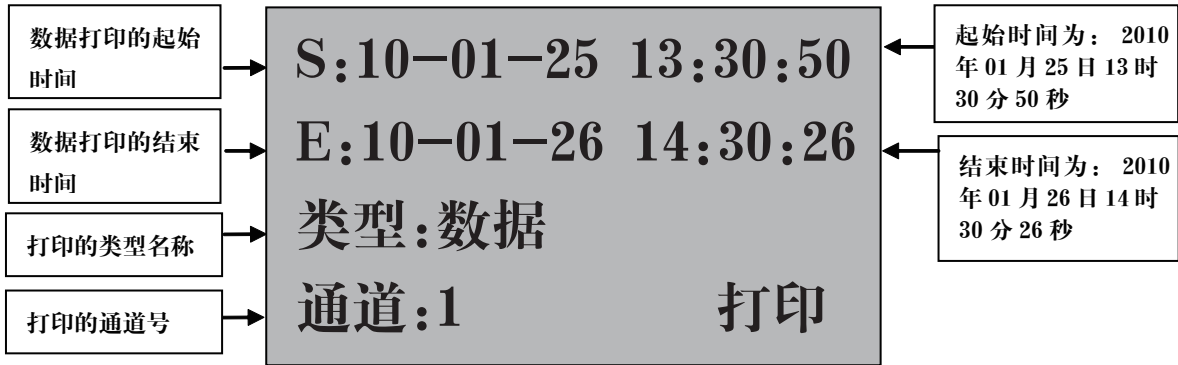 数据打印的起始
时间
数据打印的结束
时间
打印的类型名称
打印的通道号
S:10-01-25 13:30:50
E:10-01-26 14:30:26
类型:数据
通道:1 打印
起始时间为： 2010
年 01 月 25 日 13 时
30 分 50 秒
结束时间为： 2010
年 01 月 26 日 14 时
30 分 26 秒